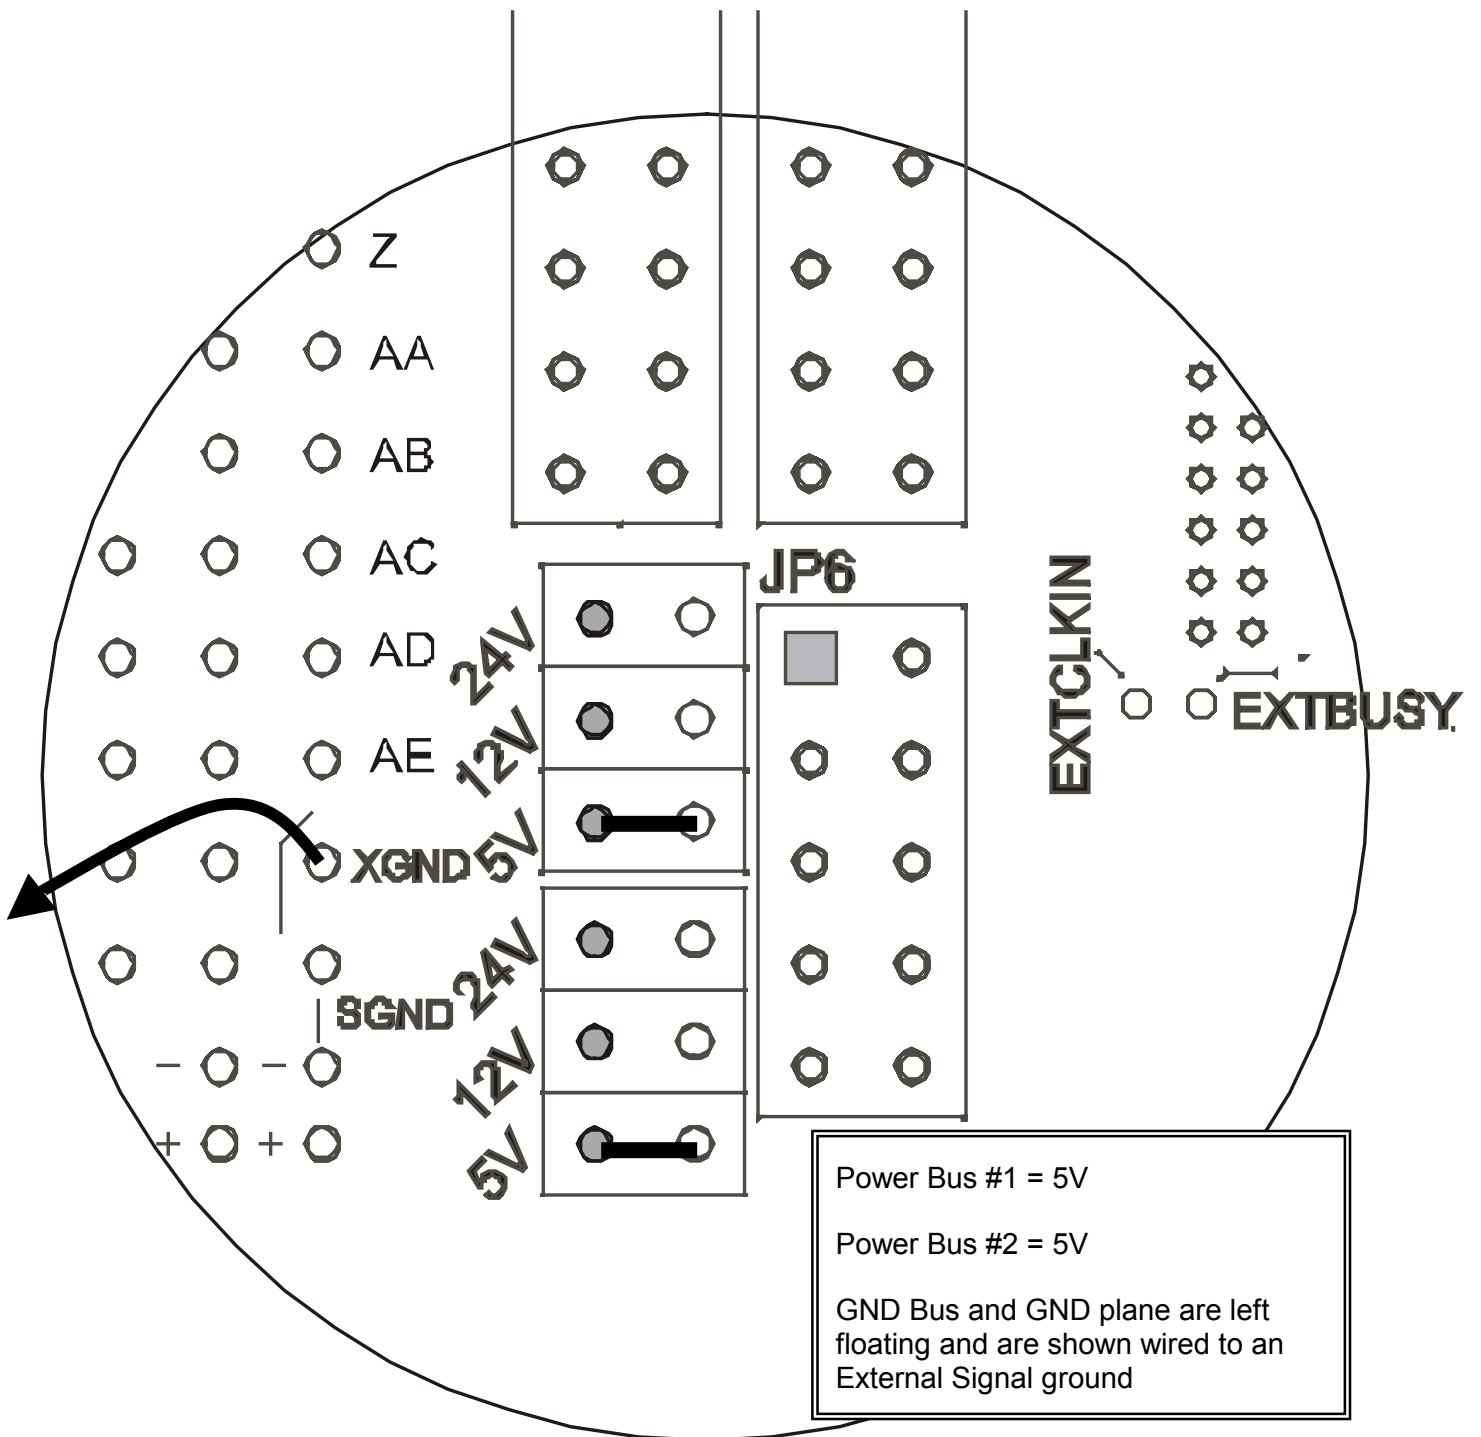 Z
AA
AB
AC
JP6
EXTCLKIN
24V
AD
12V
EXTBUSY
AE
5V
XGND
24V
SGND
12V
- -
+ +
5V
Power Bus #1 = 5V
Power Bus #2 = 5V
GND Bus and GND plane are left
floating and are shown wired to an
External Signal ground